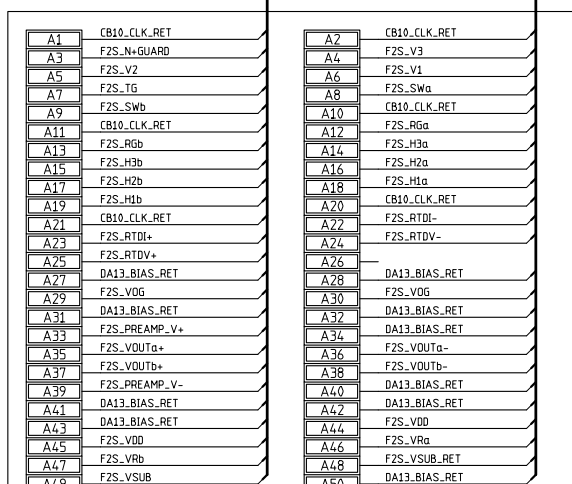 A1 CB10_CLK_RET
A3 F2S_N+GUARD
A5 F2S_V2
A7 F2S_TG
A9 F2S_SWb
A11 CB10_CLK_RET
A13 F2S_RGb
A15 F2S_H3b
A17 F2S_H2b
A19 F2S_H1b
A21 CB10_CLK_RET
A23 F2S_RTDI+
A25 F2S_RTDV+
A27 DA13_BIAS_RET
A29 F2S_VOG
A31 DA13_BIAS_RET
A33 F2S_PREAMP_V+
A35 F2S_VOUTa+
A37 F2S_VOUTb+
A39 F2S_PREAMP_V-
A41 DA13_BIAS_RET
A43 DA13_BIAS_RET
A45 F2S_VDD
A47 F2S_VRb
A49 F2S_VSUB
A2 CB10_CLK_RET
A4 F2S_V3
A6 F2S_V1
A8 F2S_SWa
A10 CB10_CLK_RET
A12 F2S_RGa
A14 F2S_H3a
A16 F2S_H2a
A18 F2S_H1a
A20 CB10_CLK_RET
A22 F2S_RTDI-
A24 F2S_RTDV-
A26
A28 DA13_BIAS_RET
A30 F2S_VOG
A32 DA13_BIAS_RET
A34 DA13_BIAS_RET
A36 F2S_VOUTa-
A38 F2S_VOUTb-
A40 DA13_BIAS_RET
A42 DA13_BIAS_RET
A44 F2S_VDD
A46 F2S_VRa
A48 F2S_VSUB_RET
A50 DA13_BIAS_RET